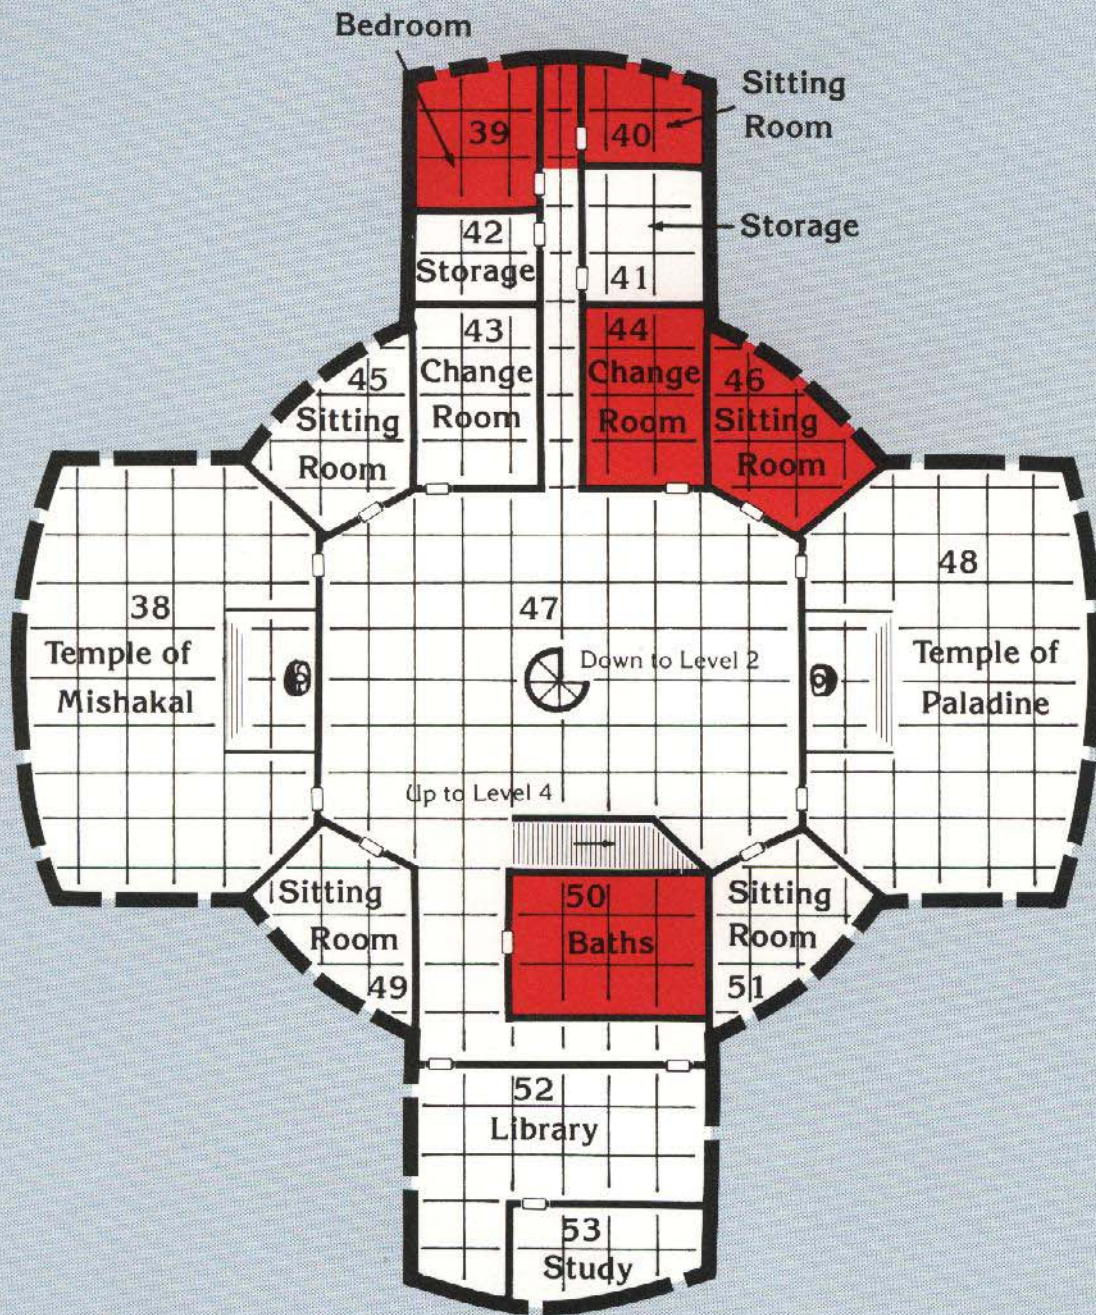 Bedroom
Sitting
Room
39
40
42
Storage
Storage
41
43
Change
Room
44
Change
Room
45
Sitting
Room
46
Sitting
Room
38
Temple of
Mishakal
47
Down to Level 2
48
Temple of
Paladine
Up to Level 4
Sitting
Room
49
50
Baths
Sitting
Room
51
52
Library
53
Study